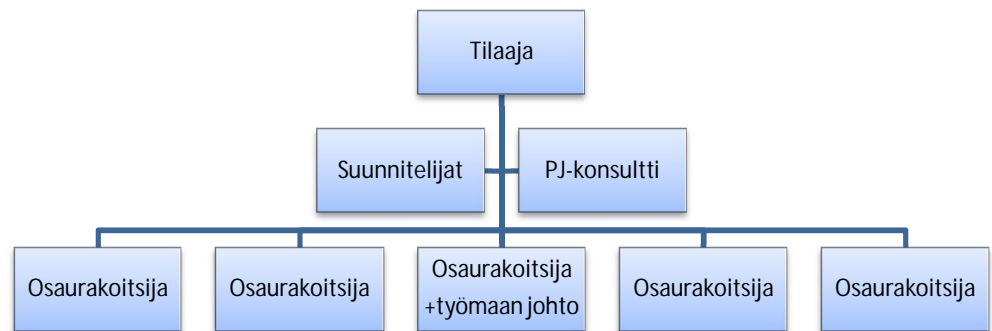 Tilaaja
Suunnitelijat
PJ-konsultti
Osaurakoitsija
Osaurakoitsija
Osaurakoitsija
+työmaan johto
Osaurakoitsija
Osaurakoitsija